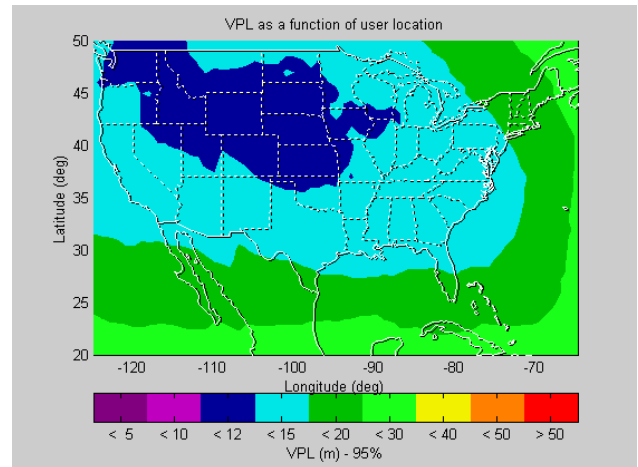 VPL as a function of user location
50
45
40
35
30
25
20
Latitude (deg)
-120 -110 -100 -90 -80 -70
Longitude (deg)
< 5 < 10 < 12 < 15 < 20 < 30 < 40 < 50 > 50
VPL (m) - 95%